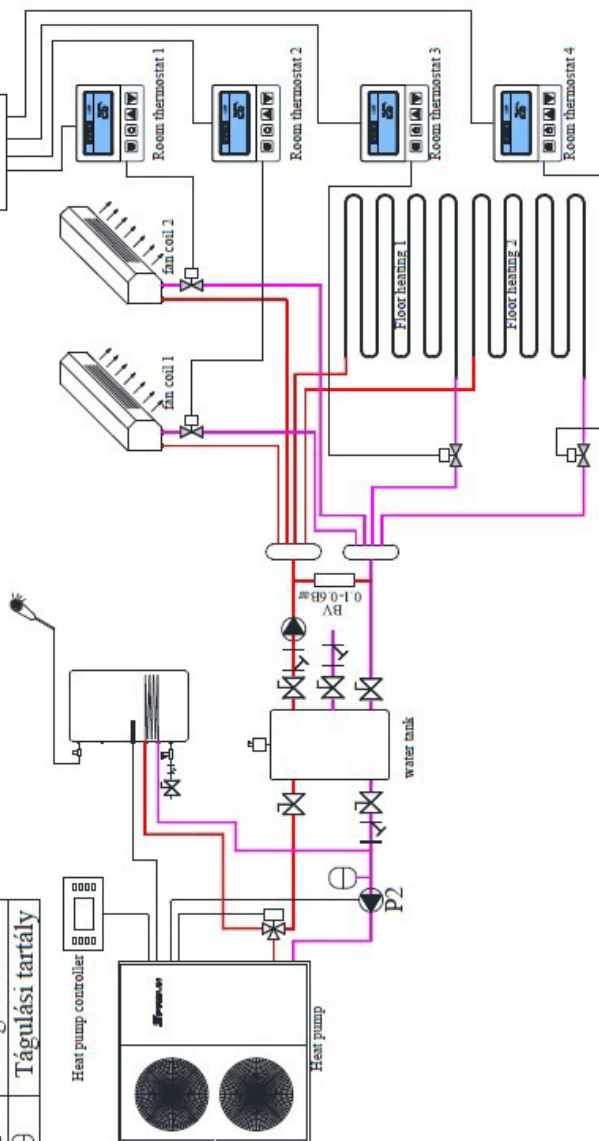 Room thermostat 1
Room thermostat 2
Room thermostat 3
Room thermostat 4
fan coil 2
fan coil 1
Floor heating 1
Floor heating 2
BV
0.1-0.6Bar
water tank
P2
Heat pump controller
Heat pump
Tágulási tartály